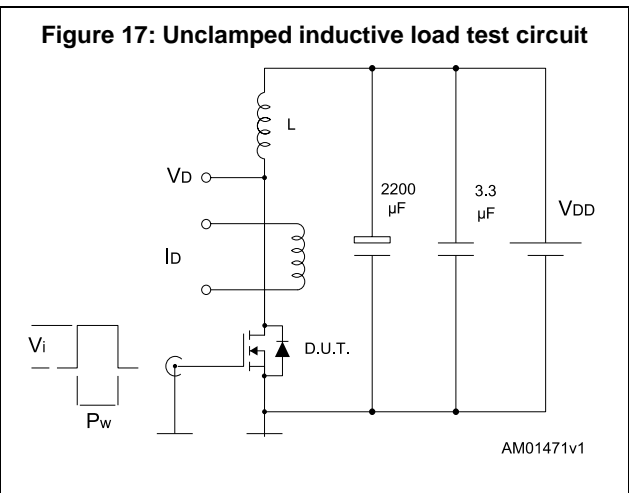 Figure 17: Unclamped inductive load test circuit
L
VD
2200
µF
3.3
µF
VDD
ID
Vi
D.U.T.
Pw
AM01471v1